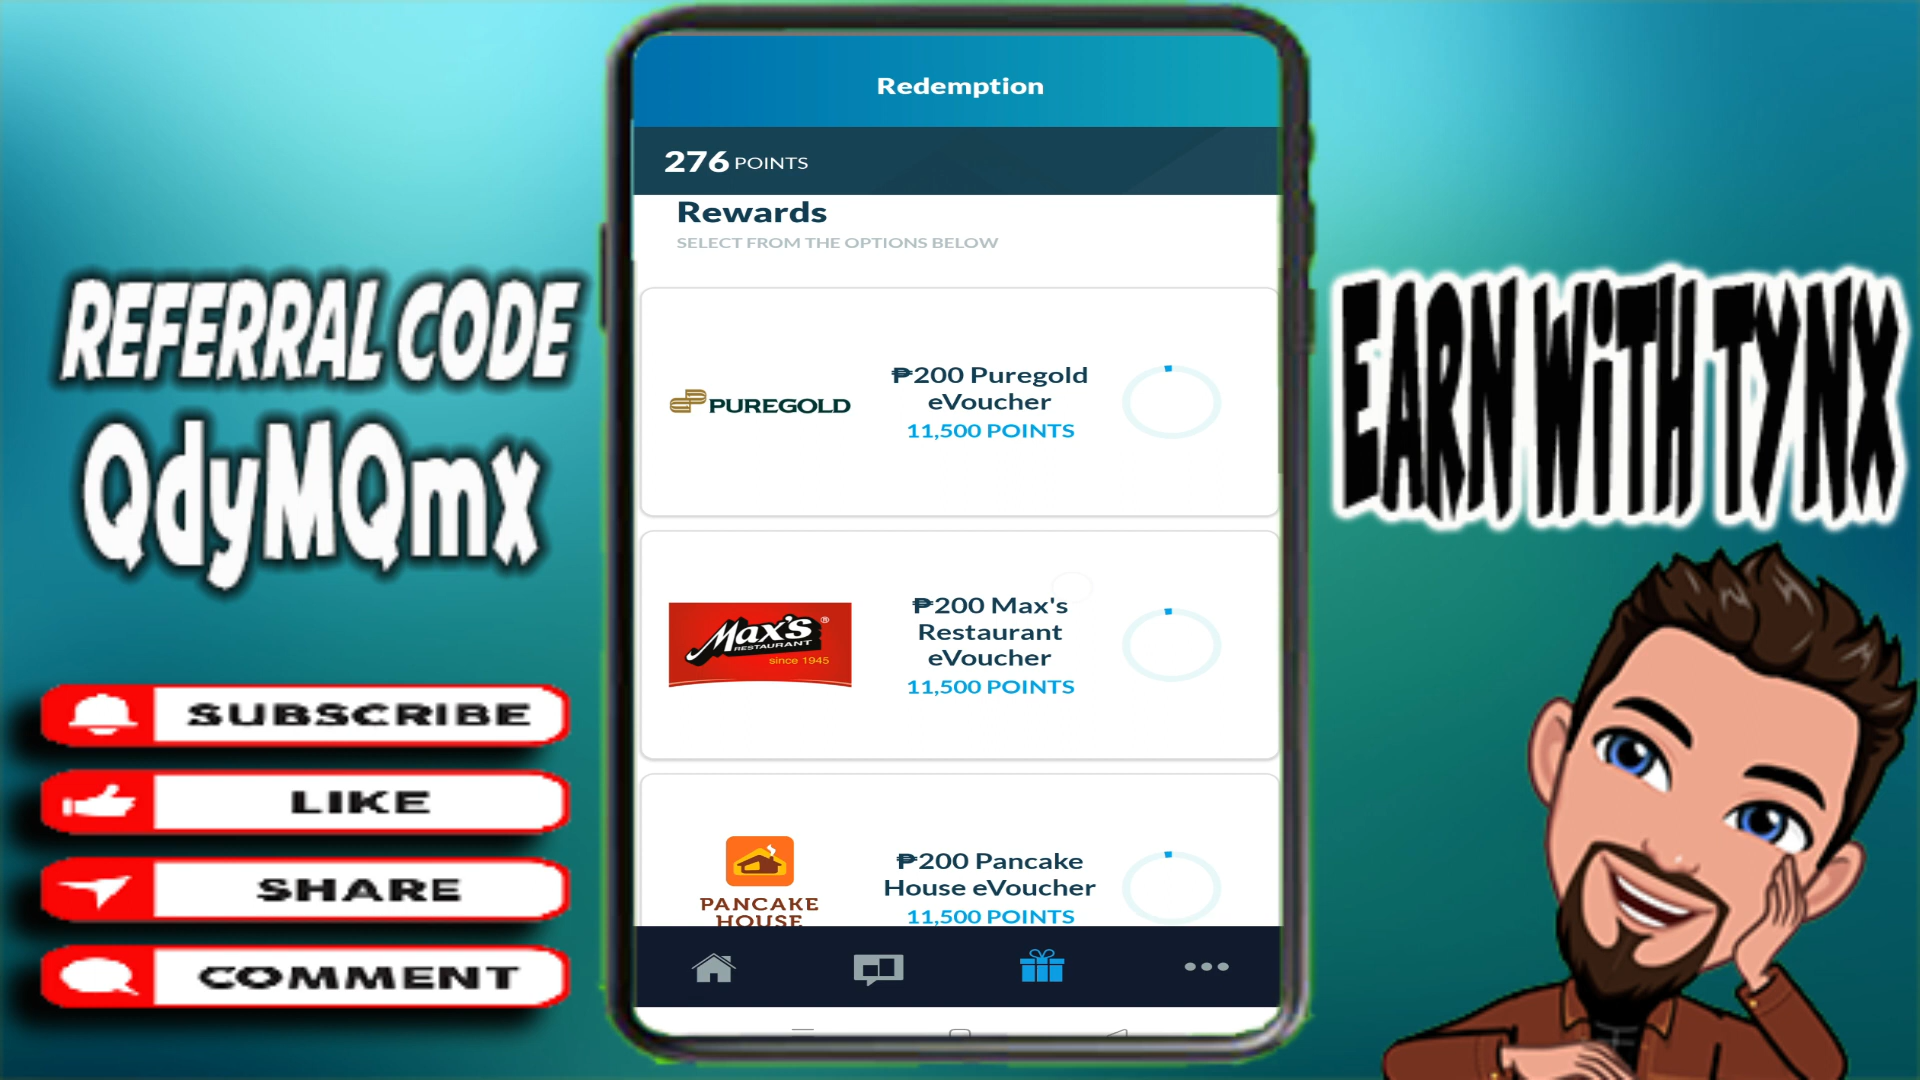 REFERRAL CODE
QdyMQmx
SUBSCRIBE
LIKE
SHARE
COMMENT
Redemption
276 POINTS
Rewards
SELECT FROM THE OPTIONS BELOW
PUREGOLD
₱200 Puregold
eVoucher
11,500 POINTS
Max's®
RESTAURANT
since 1945
₱200 Max's
Restaurant
eVoucher
11,500 POINTS
PANCAKE
HOUSE
₱200 Pancake
House eVoucher
11,500 POINTS
EARN WiTH TYNX